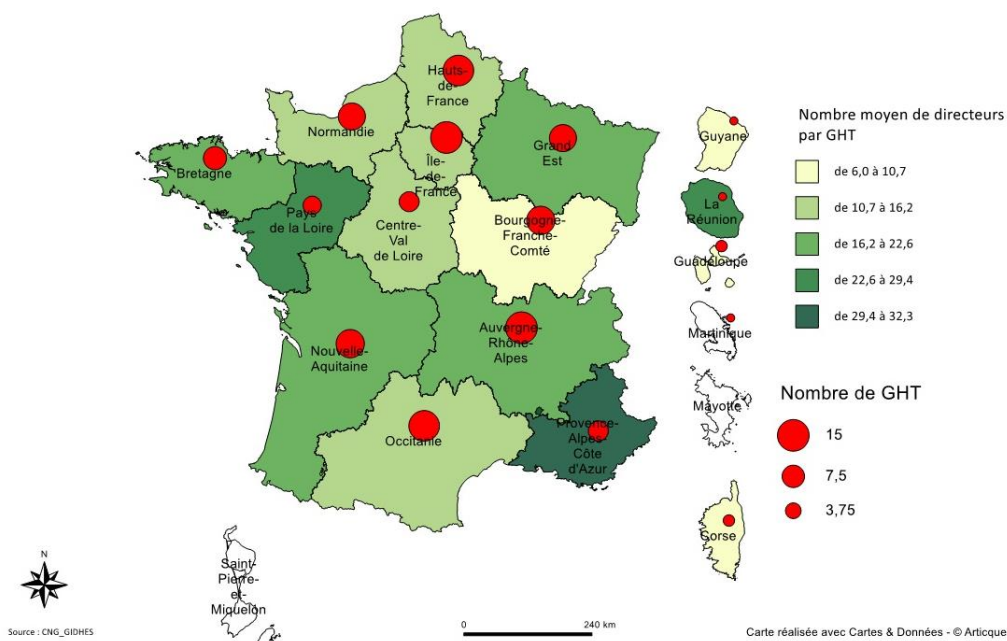 Hauts-
de-
France
Normandie
Île-
de-
France
Grand
Est
Bretagne
Pays
de la Loire
Centre-
Val
de Loire
Bourgogne-
Franche-
Comté
Nouvelle-
Aquitaine
Auvergne-
Rhône-
Alpes
Occitanie
Provence-
Alpes-
Côte
d'Azur
Guyane
La
Réunion
Guadeloupe
Martinique
Mayotte
Corse
Saint-
Pierre-
et-
Miquelon
Nombre moyen de directeurs
par GHT
de 6,0 à 10,7
de 10,7 à 16,2
de 16,2 à 22,6
de 22,6 à 29,4
de 29,4 à 32,3
Nombre de GHT
15
7,5
3,75
N
Source : CNG_GIDHES
0 240 km
Carte réalisée avec Cartes & Données - © Articque